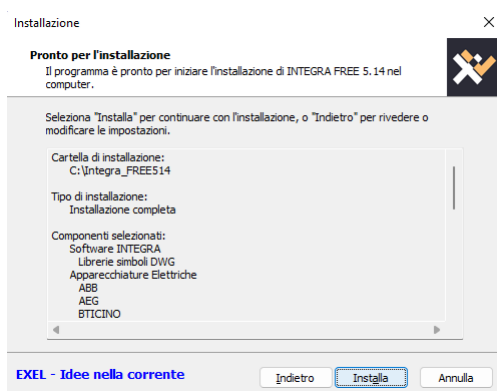 Installazione
Pronto per l'installazione
Il programma è pronto per iniziare l'installazione di INTEGRA FREE 5.14 nel
computer.
Seleziona "Installa" per continuare con l'installazione, o "Indietro" per rivedere o
modificare le impostazioni.
Cartella di installazione:
C:\Integra_FREE514
Tipo di installazione:
Installazione completa
Componenti selezionati:
Software INTEGRA
Librerie simboli DWG
Apparecchiature Elettriche
ABB
AEG
BTICINO
EXEL - Idee nella corrente
Indietro
Installa
Annulla